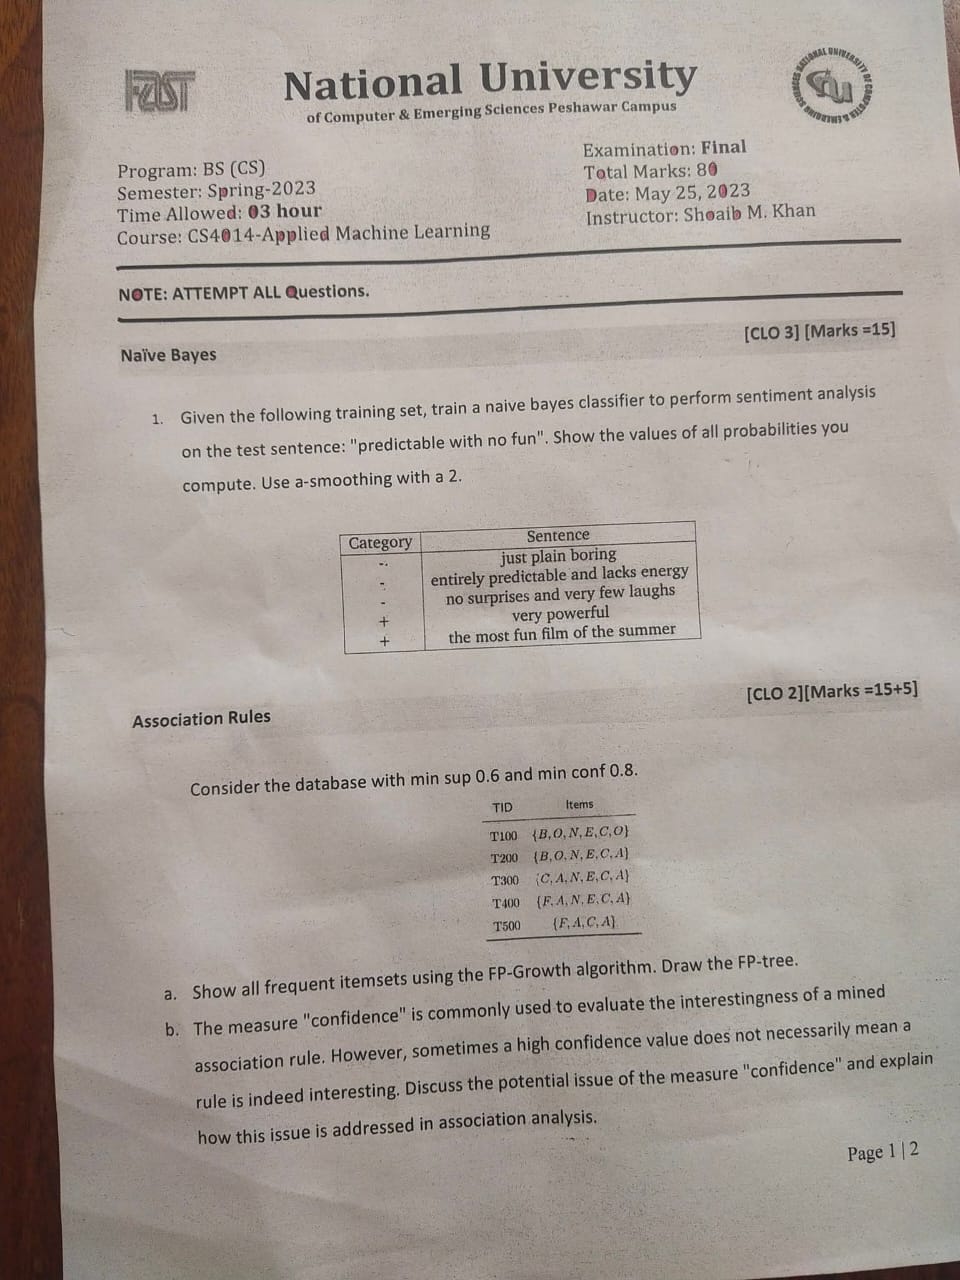 FAST
National University
of Computer & Emerging Sciences Peshawar Campus
NATIONAL UNIVERSITY OF COMPUTER & EMERGING SCIENCES
Program: BS (CS)
Semester: Spring-2023
Time Allowed: 03 hour
Course: CS4014-Applied Machine Learning
Examination: Final
Total Marks: 80
Date: May 25, 2023
Instructor: Shoaib M. Khan
NOTE: ATTEMPT ALL Questions.
[CLO 3] [Marks =15]
Naïve Bayes
1. Given the following training set, train a naive bayes classifier to perform sentiment analysis
on the test sentence: "predictable with no fun". Show the values of all probabilities you
compute. Use a-smoothing with a 2.
Category Sentence
- just plain boring
- entirely predictable and lacks energy
- no surprises and very few laughs
+ very powerful
+ the most fun film of the summer
[CLO 2][Marks =15+5]
Association Rules
Consider the database with min sup 0.6 and min conf 0.8.
TID Items
T100 {B,O,N,E,C,O}
T200 {B,O,N,E,C,A}
T300 {C,A,N,E,C,A}
T400 {F,A,N,E,C,A}
T500 {F,A,C,A}
a. Show all frequent itemsets using the FP-Growth algorithm. Draw the FP-tree.
b. The measure "confidence" is commonly used to evaluate the interestingness of a mined
association rule. However, sometimes a high confidence value does not necessarily mean a
rule is indeed interesting. Discuss the potential issue of the measure "confidence" and explain
how this issue is addressed in association analysis.
Page 1|2